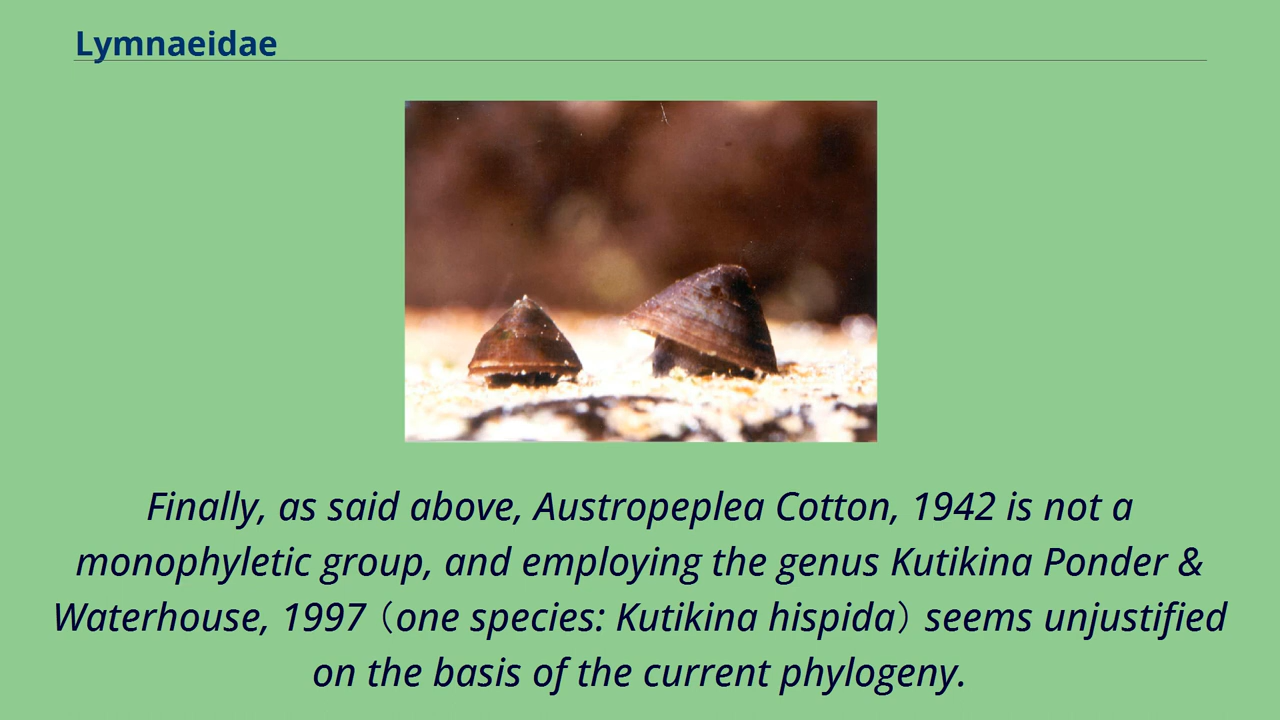 Lymnaeidae
Finally, as said above, Austropeplea Cotton, 1942 is not a
monophyletic group, and employing the genus Kutikina Ponder &
Waterhouse, 1997（one species: Kutikina hispida）seems unjustified
on the basis of the current phylogeny.